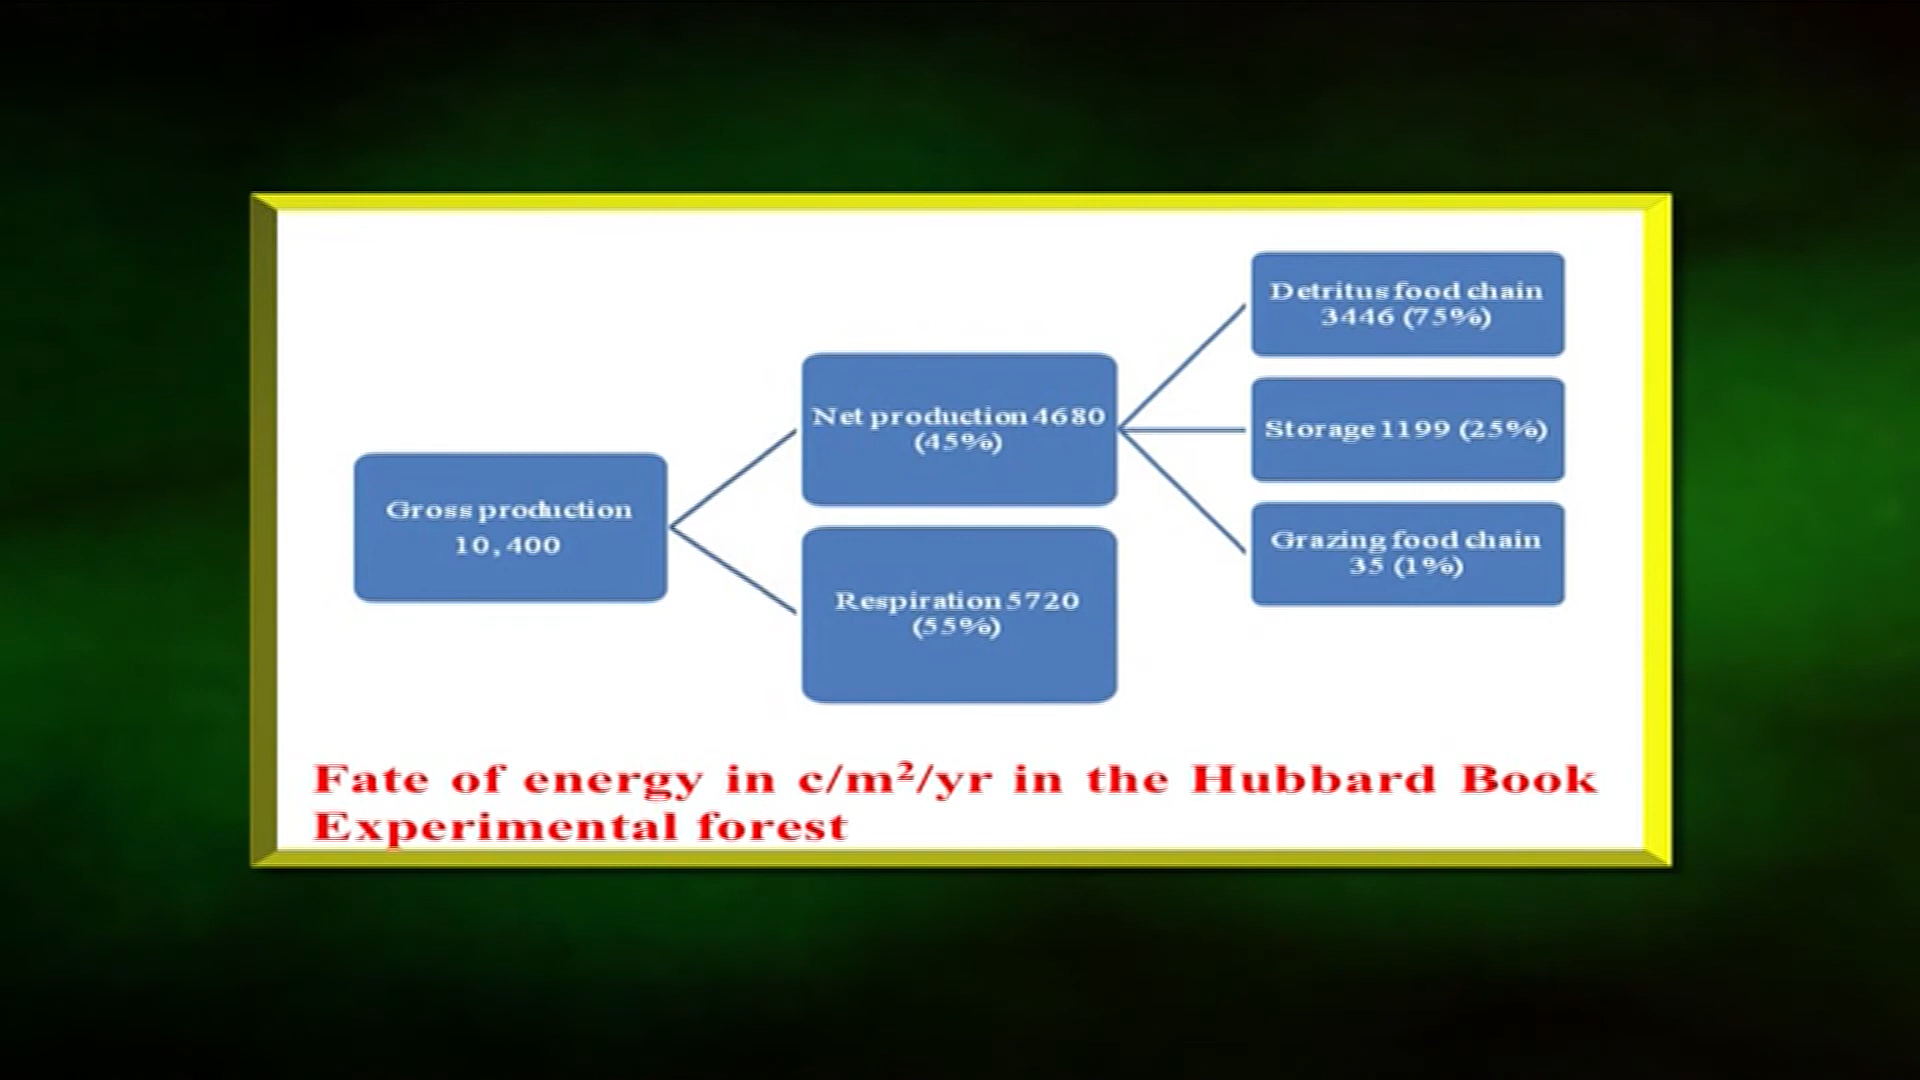 Gross production
10,400
Net production 4680
(45%)
Respiration 5720
(55%)
Detritus food chain
3446 (75%)
Storage 1199 (25%)
Grazing food chain
35 (1%)
Fate of energy in c/m²/yr in the Hubbard Book
Experimental forest